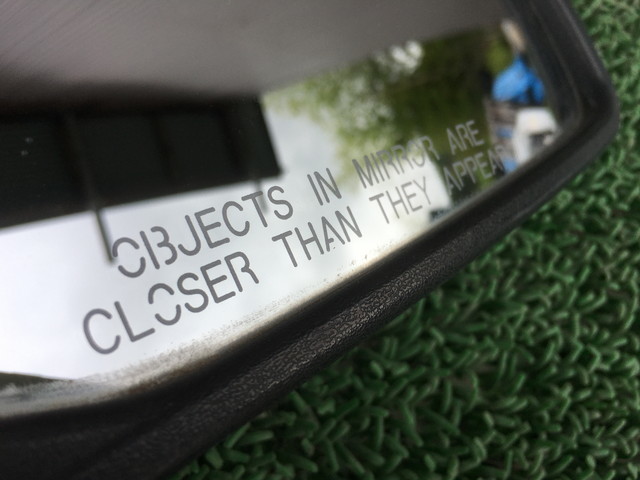 OBJECTS IN MIRROR ARE
CLOSER THAN THEY APPEAR